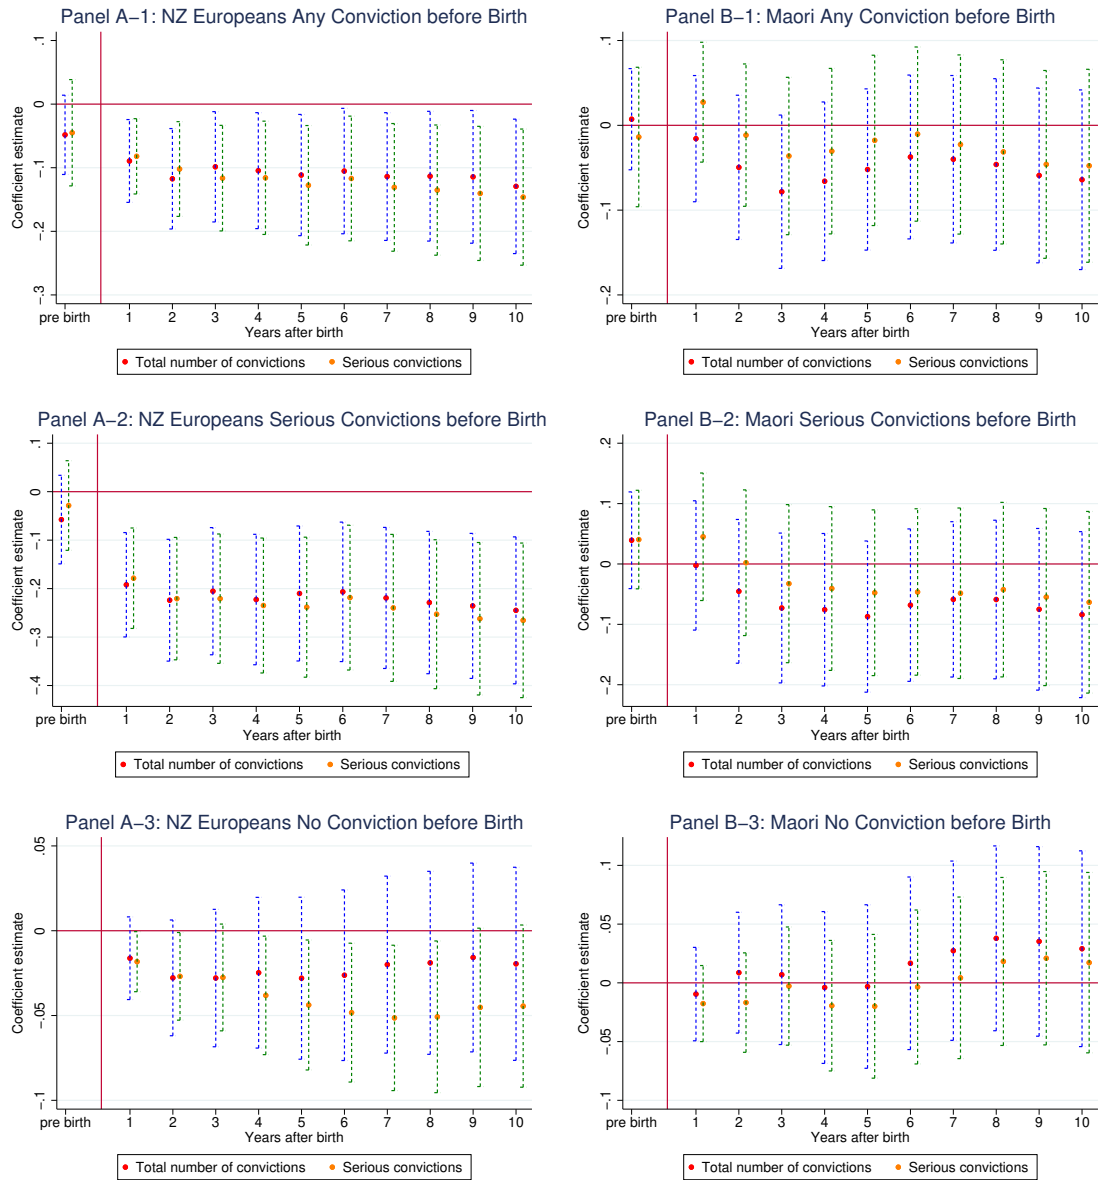 Panel A−1: NZ Europeans Any Conviction before Birth
Coefficient estimate
.1
0
−.1
−.2
−.3
pre birth 1 2 3 4 5 6 7 8 9 10
Years after birth
Total number of convictions Serious convictions
Panel B−1: Maori Any Conviction before Birth
Coefficient estimate
.1
0
−.1
−.2
pre birth 1 2 3 4 5 6 7 8 9 10
Years after birth
Total number of convictions Serious convictions
Panel A−2: NZ Europeans Serious Convictions before Birth
Coefficient estimate
.1
0
−.1
−.2
−.3
−.4
pre birth 1 2 3 4 5 6 7 8 9 10
Years after birth
Total number of convictions Serious convictions
Panel B−2: Maori Serious Convictions before Birth
Coefficient estimate
.2
.1
0
−.1
−.2
pre birth 1 2 3 4 5 6 7 8 9 10
Years after birth
Total number of convictions Serious convictions
Panel A−3: NZ Europeans No Conviction before Birth
Coefficient estimate
.05
0
−.05
−.1
pre birth 1 2 3 4 5 6 7 8 9 10
Years after birth
Total number of convictions Serious convictions
Panel B−3: Maori No Conviction before Birth
Coefficient estimate
.1
.05
0
−.05
−.1
pre birth 1 2 3 4 5 6 7 8 9 10
Years after birth
Total number of convictions Serious convictions